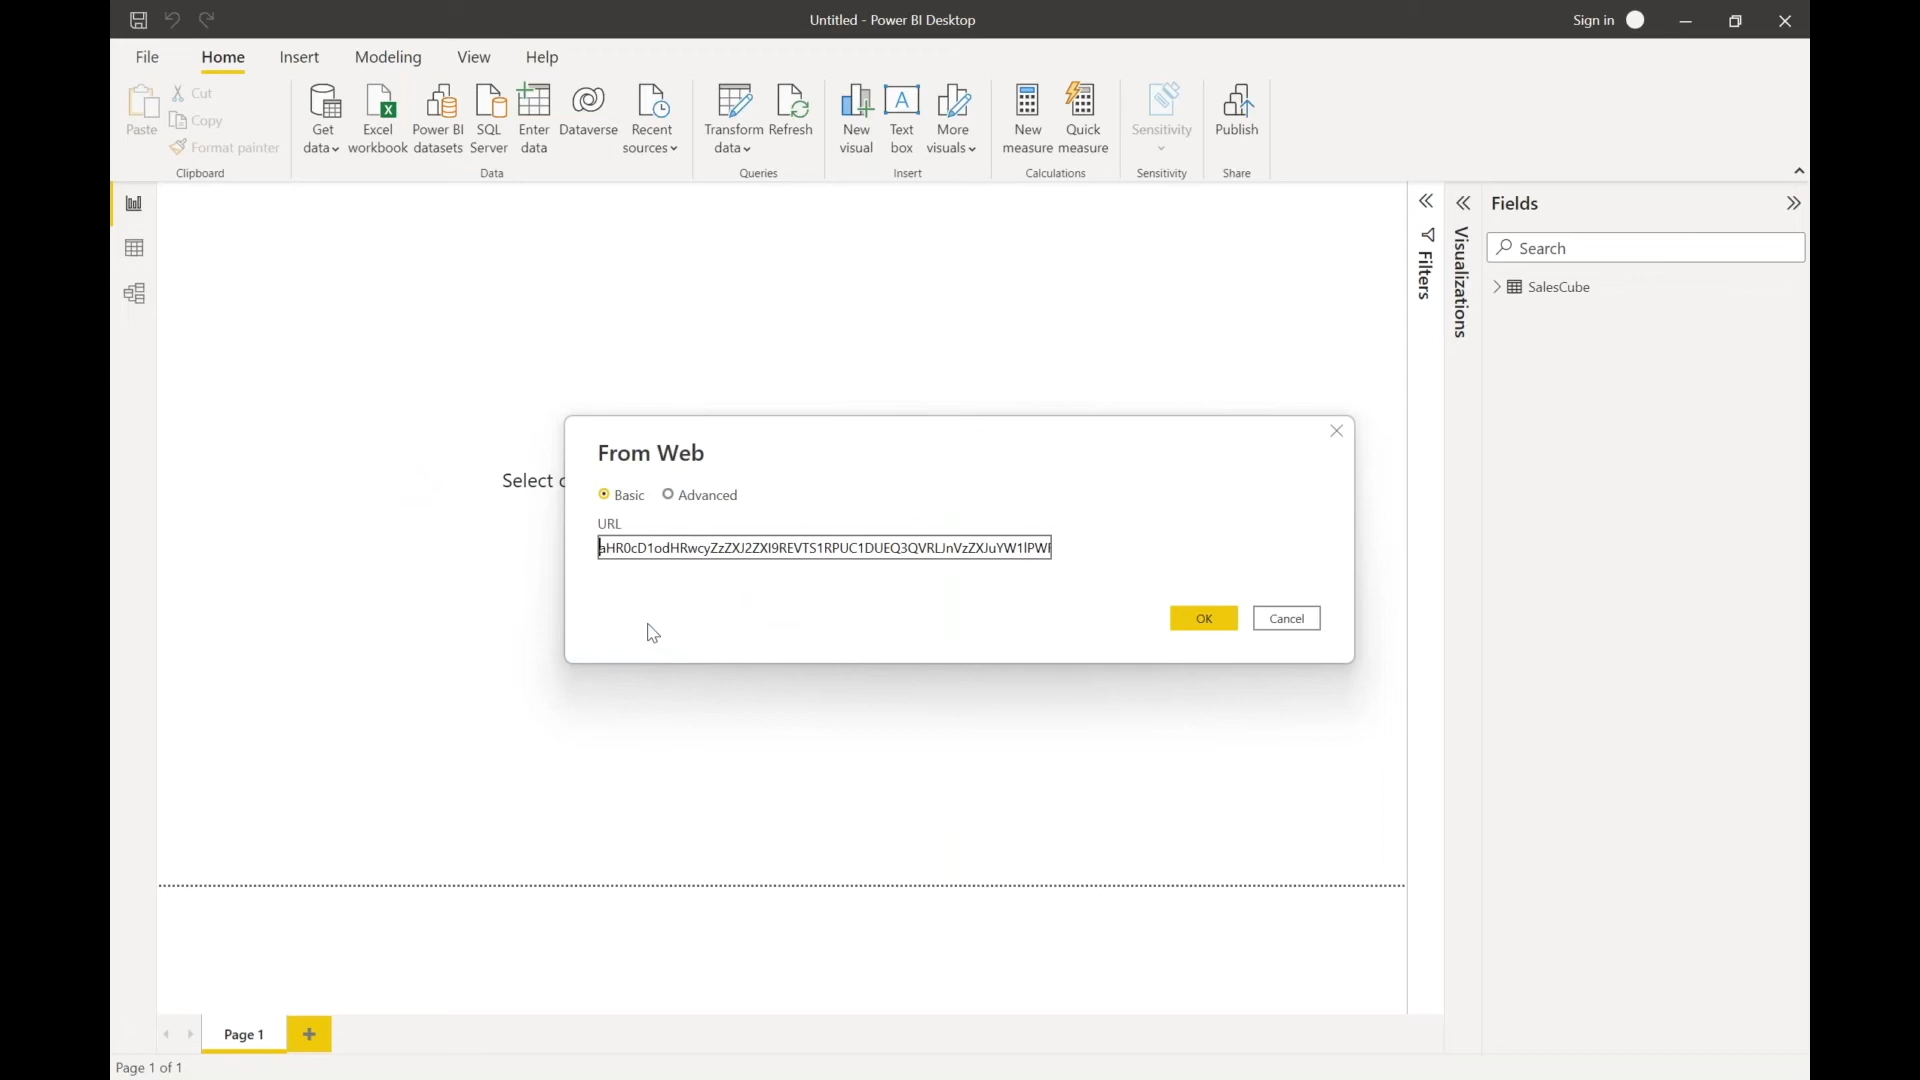 Untitled - Power BI Desktop
Sign in
File Home Insert Modeling View Help
Paste
Cut
Copy
Format painter
Clipboard
Get data
Excel workbook
Power BI datasets
SQL Server
Enter data
Dataverse
Recent sources
Data
Transform data
Refresh
Queries
New visual
Text box
More visuals
Insert
New measure
Quick measure
Calculations
Sensitivity
Sensitivity
Publish
Share
Filters
Visualizations
Fields
Search
SalesCube
Select
From Web
Basic Advanced
URL
OK Cancel
Page 1
Page 1 of 1